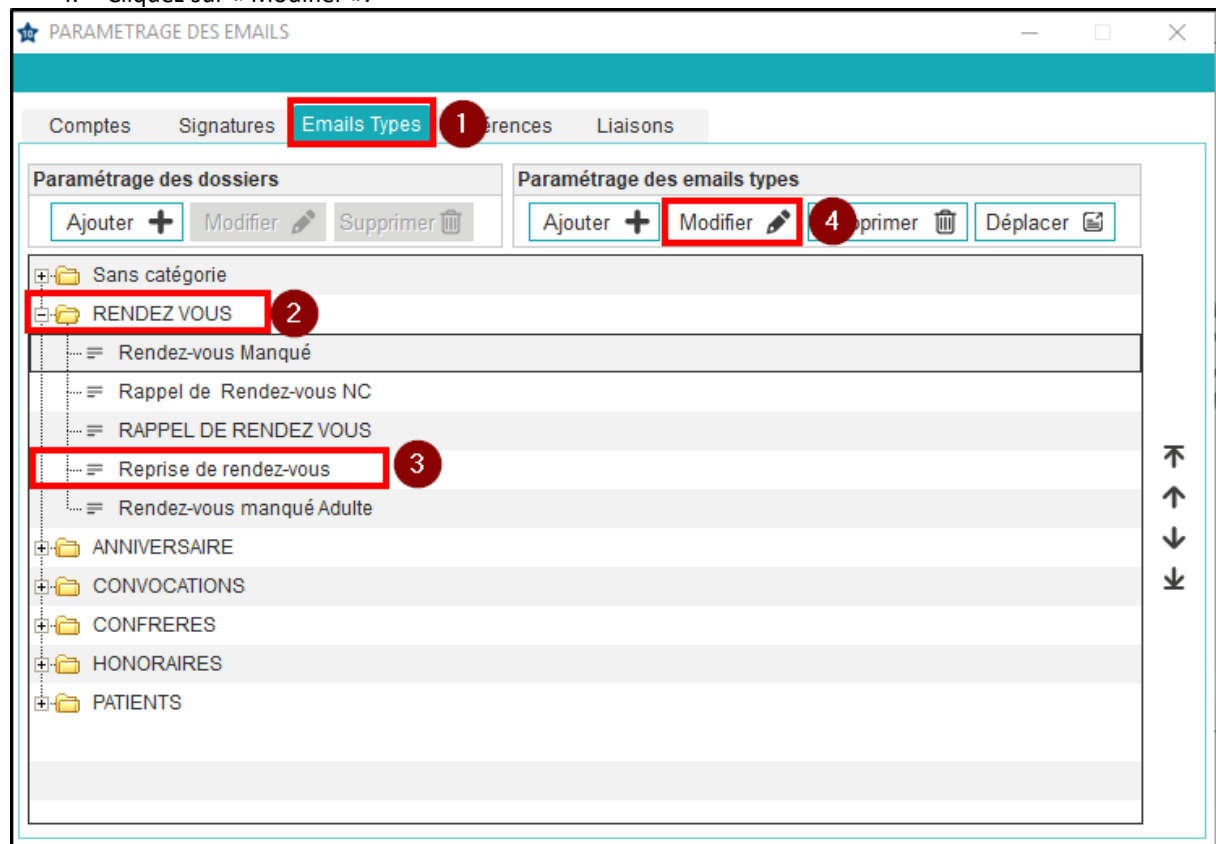 PARAMETRAGE DES EMAILS
Comptes Signatures Emails Types 1 érences Liaisons
Paramétrage des dossiers Paramétrage des emails types
Ajouter Modifier Supprimer Ajouter Modifier 4 pprimer Déplacer
Sans catégorie
RENDEZ VOUS 2
Rendez-vous Manqué
Rappel de Rendez-vous NC
RAPPEL DE RENDEZ VOUS
Reprise de rendez-vous 3
Rendez-vous manqué Adulte
ANNIVERSAIRE
CONVOCATIONS
CONFRERES
HONORAIRES
PATIENTS